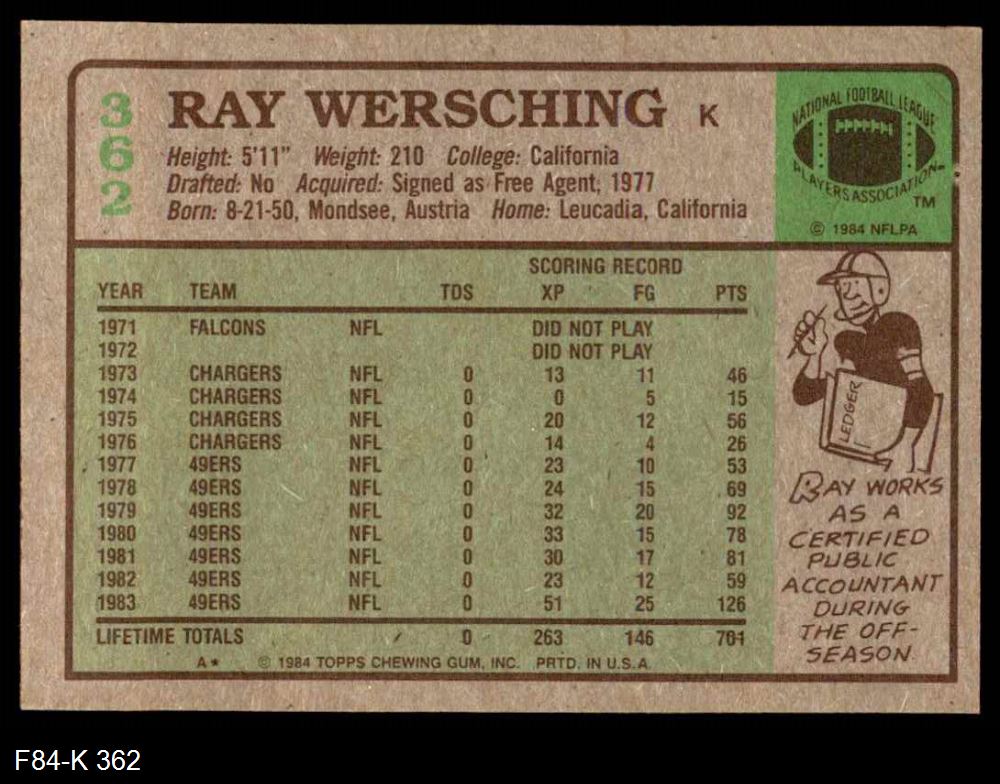 362
RAY WERSCHING K
Height: 5'11" Weight: 210 College: California
Drafted: No Acquired: Signed as Free Agent, 1977
Born: 8-21-50, Mondsee, Austria Home: Leucadia, California
NATIONAL FOOTBALL LEAGUE
PLAYERS ASSOCIATION
TM
© 1984 NFLPA
SCORING RECORD
YEAR TEAM TDS XP FG PTS
1971 FALCONS NFL DID NOT PLAY
1972 DID NOT PLAY
1973 CHARGERS NFL 0 13 11 46
1974 CHARGERS NFL 0 0 5 15
1975 CHARGERS NFL 0 20 12 56
1976 CHARGERS NFL 0 14 4 26
1977 49ERS NFL 0 23 10 53
1978 49ERS NFL 0 24 15 69
1979 49ERS NFL 0 32 20 92
1980 49ERS NFL 0 33 15 78
1981 49ERS NFL 0 30 17 81
1982 49ERS NFL 0 23 12 59
1983 49ERS NFL 0 51 25 126
LIFETIME TOTALS 0 263 146 701
A* © 1984 TOPPS CHEWING GUM, INC. PRTD. IN U.S.A.
LEDGER
RAY WORKS
AS A
CERTIFIED
PUBLIC
ACCOUNTANT
DURING
THE OFF-
SEASON.
F84-K 362